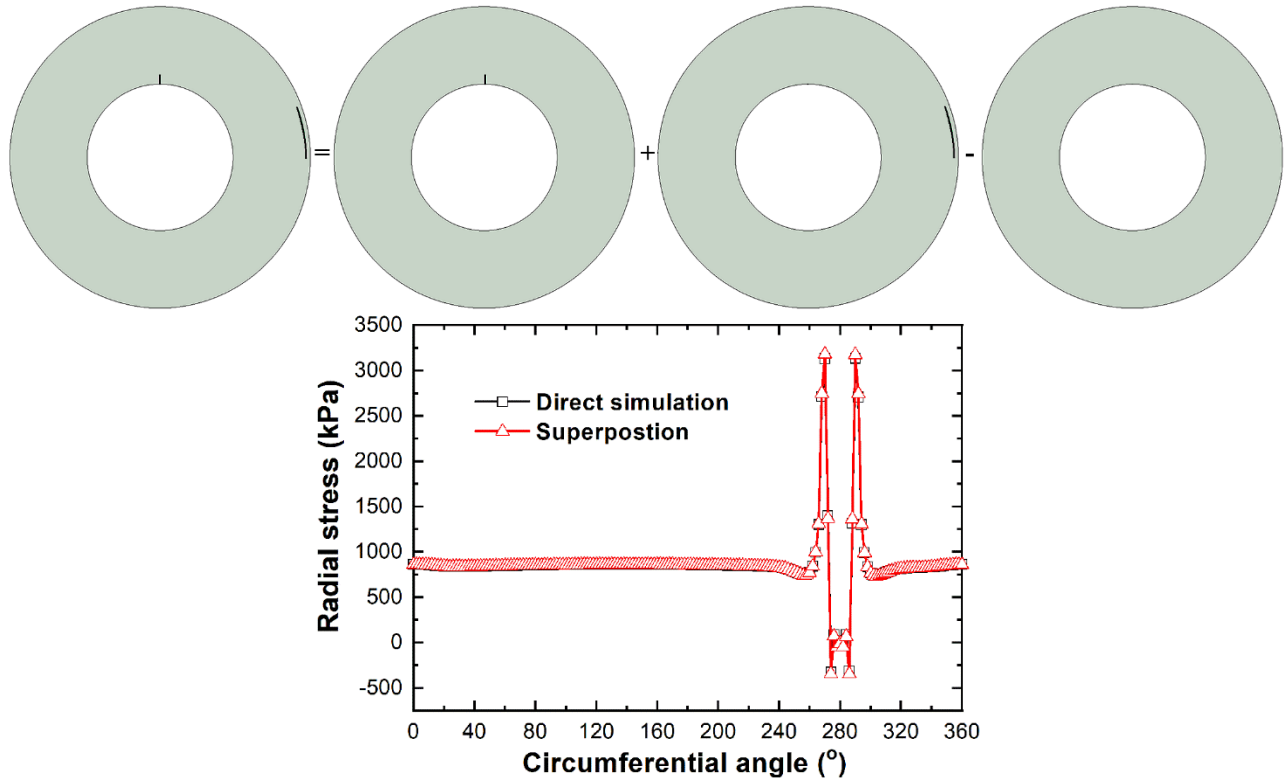 = + -
3500
3000
2500
2000
1500
1000
500
0
-500
Radial stress (kPa)
Direct simulation
Superpostion
0 40 80 120 160 200 240 280 320 360
Circumferential angle (°)